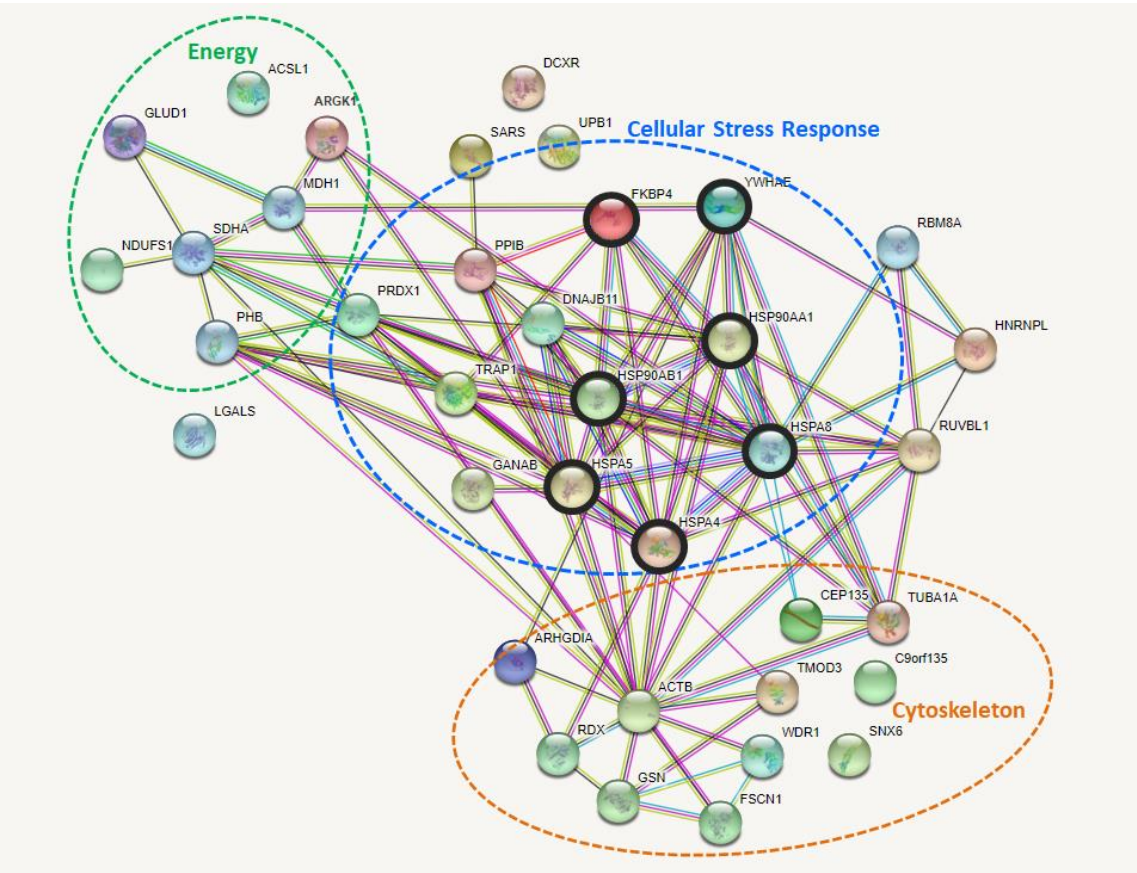 Energy
ACSL1
DCXR
GLUD1
ARGK1
SARS
UPB1
Cellular Stress Response
MDH1
FKBP4
YWHAE
NDUFS1
SDHA
PPIB
RBM8A
PHB
PRDX1
DNAJB11
HSP90AA1
HNRNPL
TRAP1
HSP90AB1
LGALS
HSPA8
RUVBL1
GANAB
HSPA5
HSPA4
CEP135
TUBA1A
ARHGDIA
TMOD3
C9orf135
ACTB
Cytoskeleton
RDX
WDR1
SNX6
GSN
FSCN1